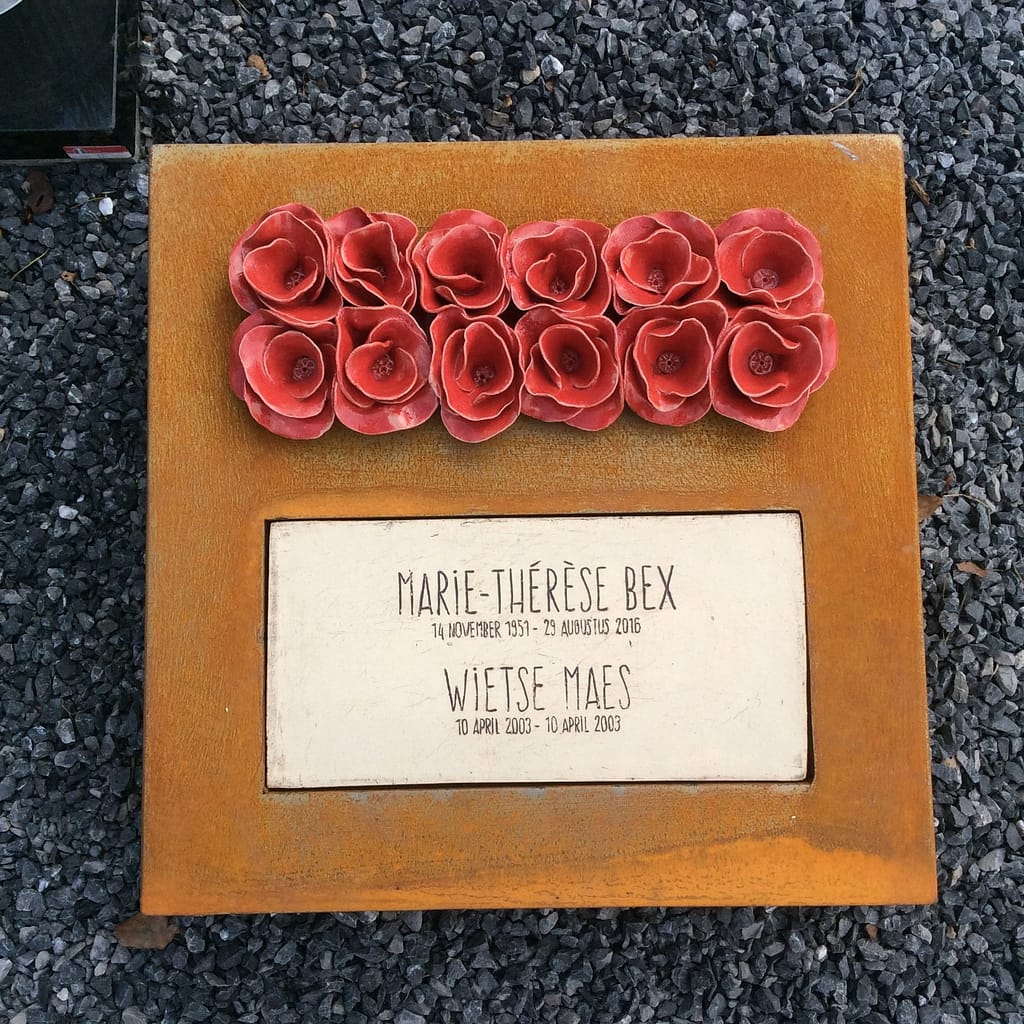 MARiE-THÉRÈSE BEX
14 NOVEMBER 1951 - 29 AUGUSTUS 2016
WiETSE MAES
10 APRIL 2003 - 10 APRIL 2003